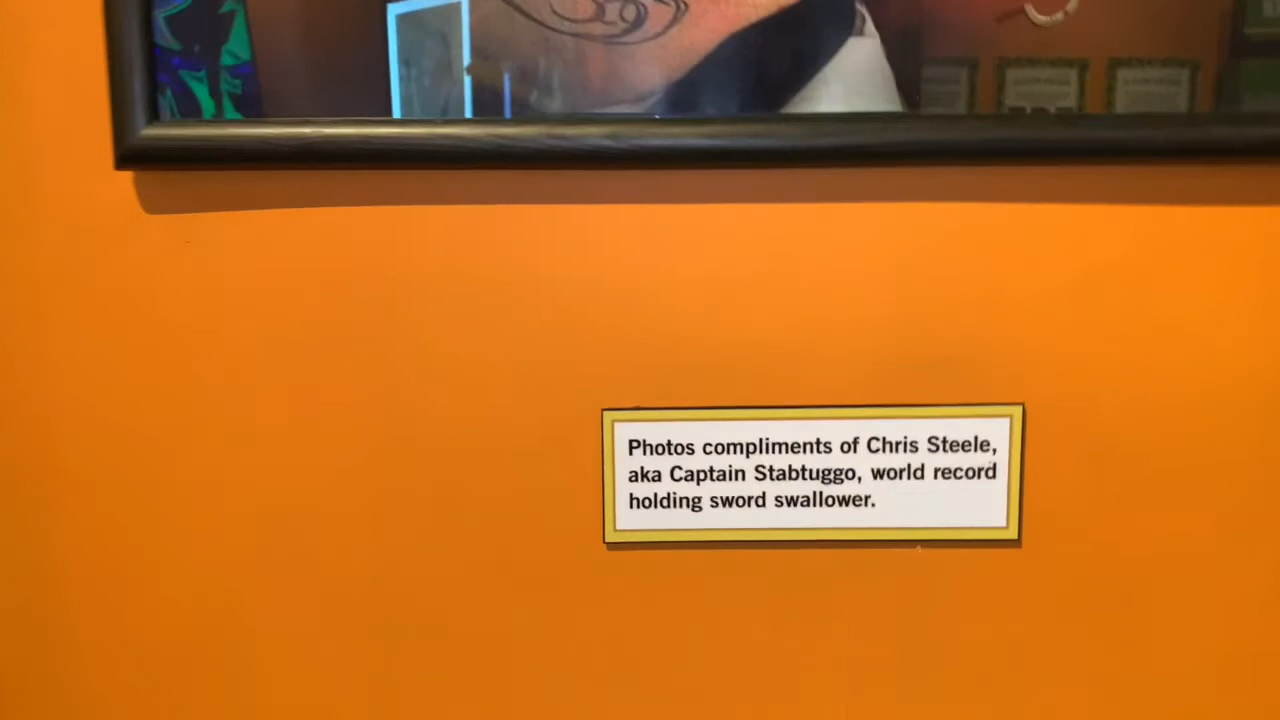 Photos compliments of Chris Steele,
aka Captain Stabtuggo, world record
holding sword swallower.